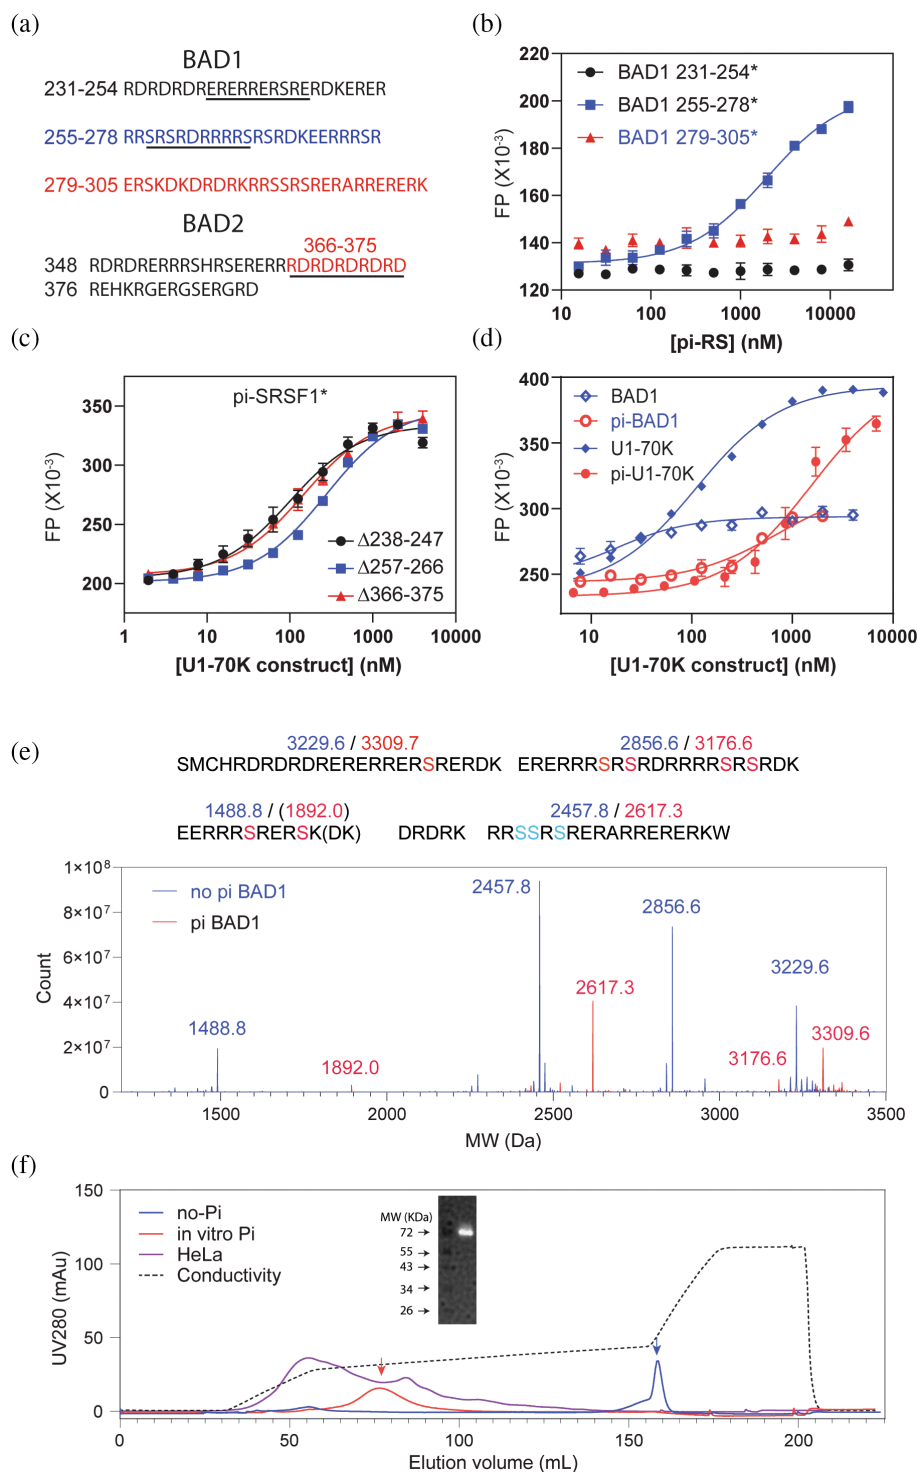 (a)
BAD1
231-254 RDRDRDRERERRERSRERDKERER
255-278 RRSRSRDRRRRSRSRDKEERRRSR
279-305 ERSKDKDRDRKRRSSRSRERARRERERK
BAD2
366-375
348 RDRDRERRRSHRSERERRRDRDRDRDRD
376 REHKRGERGSERGRD
(b)
220
200
180
160
140
120
FP (X10⁻³)
BAD1 231-254*
BAD1 255-278*
BAD1 279-305*
10 100 1000 10000
[pi-RS] (nM)
(c)
350
300
250
200
FP (X10⁻³)
pi-SRSF1*
Δ238-247
Δ257-266
Δ366-375
1 10 100 1000 10000
[U1-70K construct] (nM)
(d)
400
350
300
250
FP (X10⁻³)
BAD1
pi-BAD1
U1-70K
pi-U1-70K
10 100 1000 10000
[U1-70K construct] (nM)
(e)
3229.6 / 3309.7 2856.6 / 3176.6
SMCHRDRDRDRERERRERSRERDK ERERRRSRSRDRRRRSRSRDK
1488.8 / (1892.0) 2457.8 / 2617.3
EERRRSRERSK(DK) DRDRK RRSSRSRERARRERERKW
1×10⁸
8×10⁷
6×10⁷
4×10⁷
2×10⁷
0
Count
no pi BAD1
pi BAD1
1488.8
1892.0
2457.8
2617.3
2856.6
3176.6
3229.6
3309.6
1500 2000 2500 3000 3500
MW (Da)
(f)
150
100
50
0
UV280 (mAu)
no-Pi
in vitro Pi
HeLa
Conductivity
MW (KDa)
72
55
43
34
26
0 50 100 150 200
Elution volume (mL)